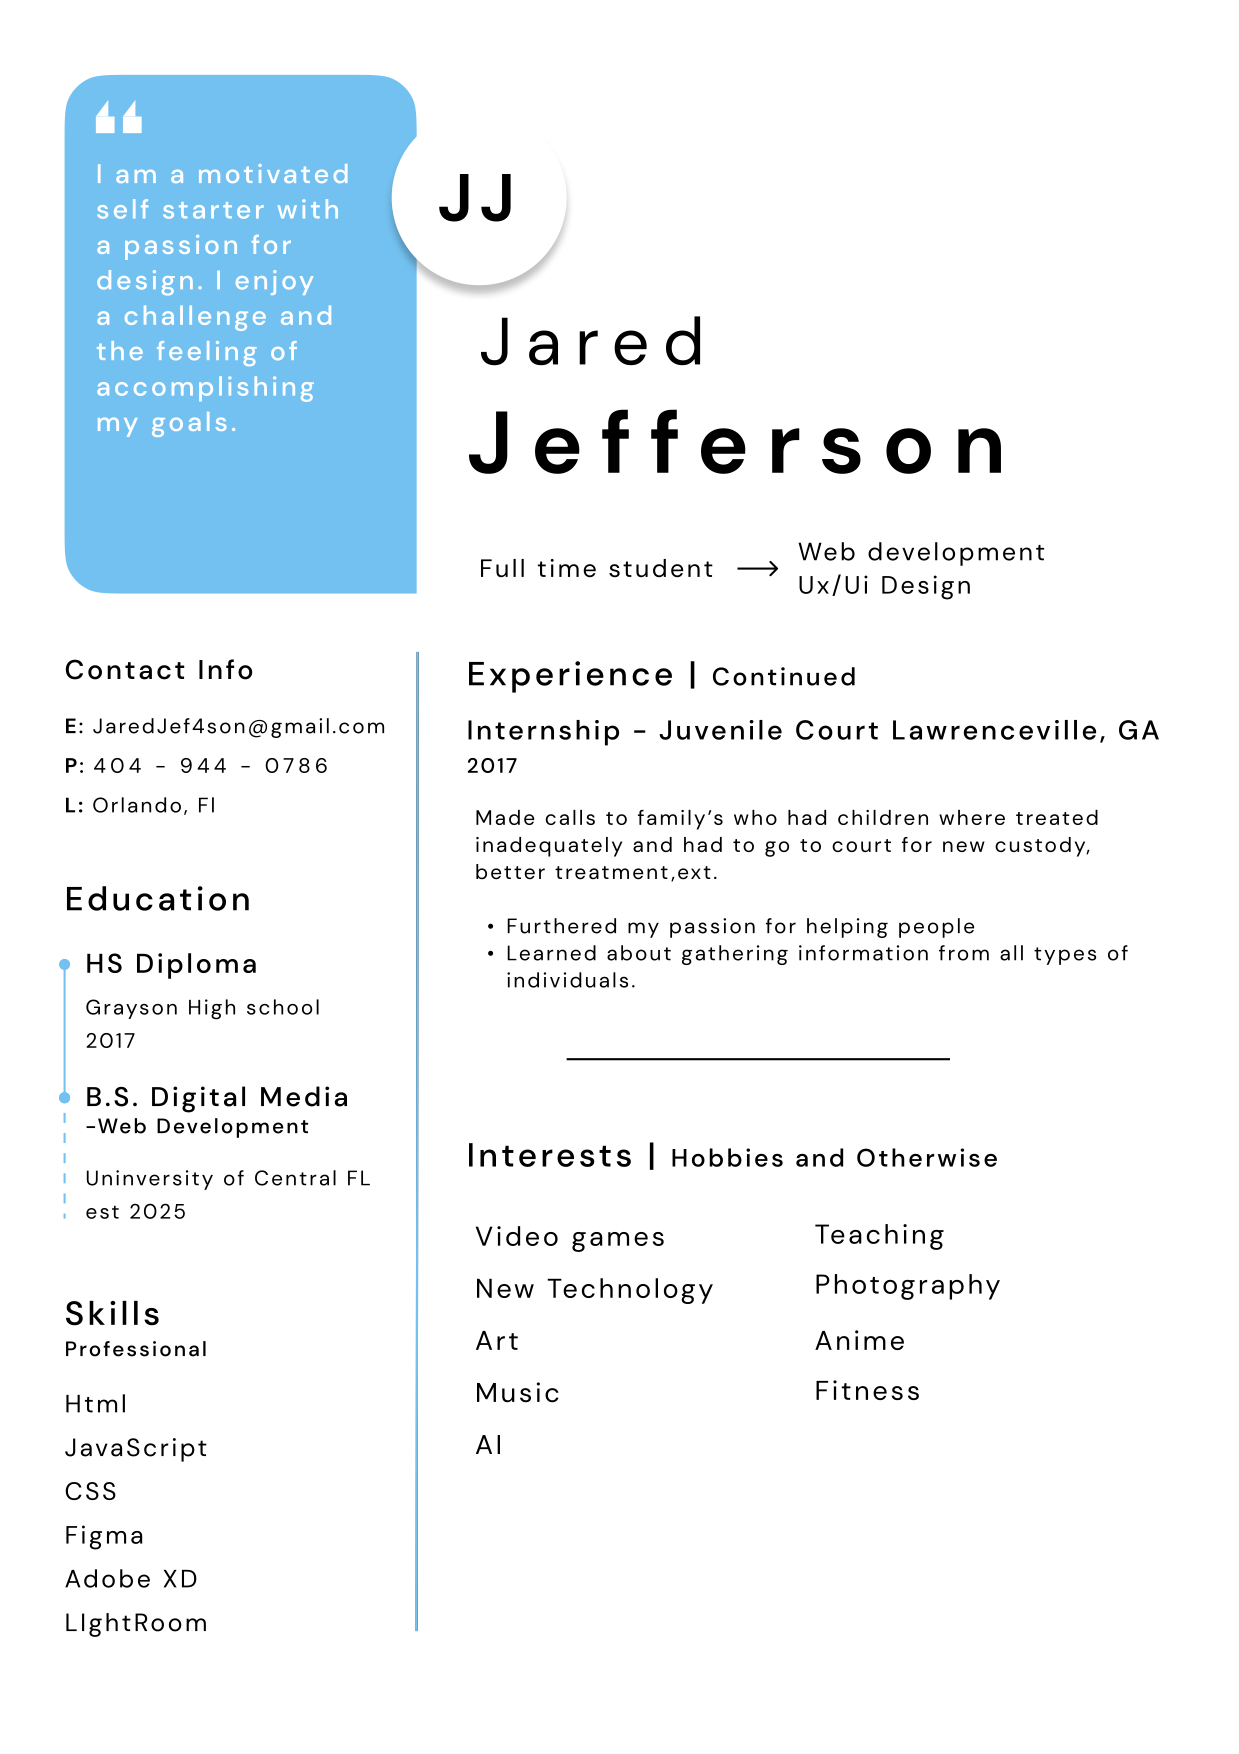 ❝
I am a motivated
self starter with
a passion for
design. I enjoy
a challenge and
the feeling of
accomplishing
my goals.
JJ
Jared
Jefferson
Full time student → Web development
Ux/Ui Design
Contact Info
E: JaredJef4son@gmail.com
P: 404 - 944 - 0786
L: Orlando, Fl
Education
HS Diploma
Grayson High school
2017
B.S. Digital Media
-Web Development
Uninversity of Central FL
est 2025
Skills
Professional
Html
JavaScript
CSS
Figma
Adobe XD
LIghtRoom
Experience | Continued
Internship - Juvenile Court Lawrenceville, GA
2017
Made calls to family’s who had children where treated
inadequately and had to go to court for new custody,
better treatment,ext.
• Furthered my passion for helping people
• Learned about gathering information from all types of
individuals.
Interests | Hobbies and Otherwise
Video games
New Technology
Art
Music
AI
Teaching
Photography
Anime
Fitness